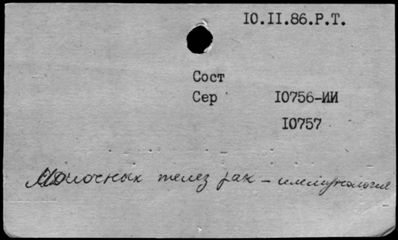 10.II.86.Р.Т.
Сост
Сер 10756-ИИ
10757
Молочных желез рак - иммунология